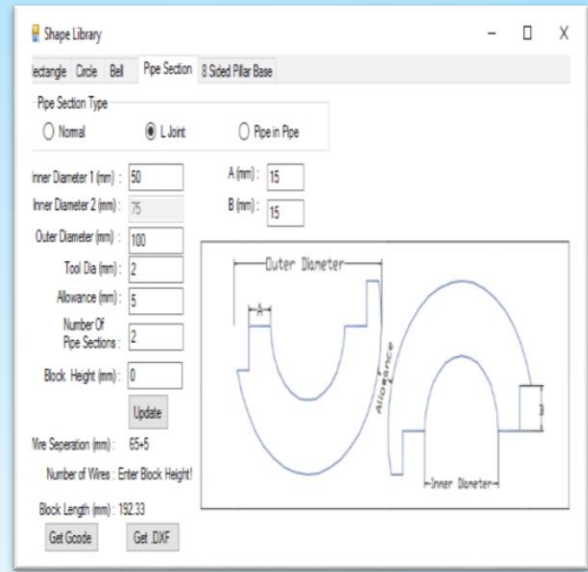 Shape Library
ectangle Circle Bell Pipe Section 8 Sided Pillar Base
Pipe Section Type
Normal L Joint Pipe in Pipe
nner Diameter 1 (mm) : 50 A (mm) : 15
nner Diameter 2 (mm) : 75 B (mm) : 15
Outer Diameter (mm) : 100
Tool Dia (mm) : 2
Allowance (mm) : 5
Number Of
Pipe Sections : 2
Block Height (mm) : 0
Update
Wire Seperation (mm) : 65+5
Number of Wires : Enter Block Height!
Block Length (mm) : 192.33
Get Gcode Get .DXF
Outer Diameter
A
Allowance
B
Inner Diameter